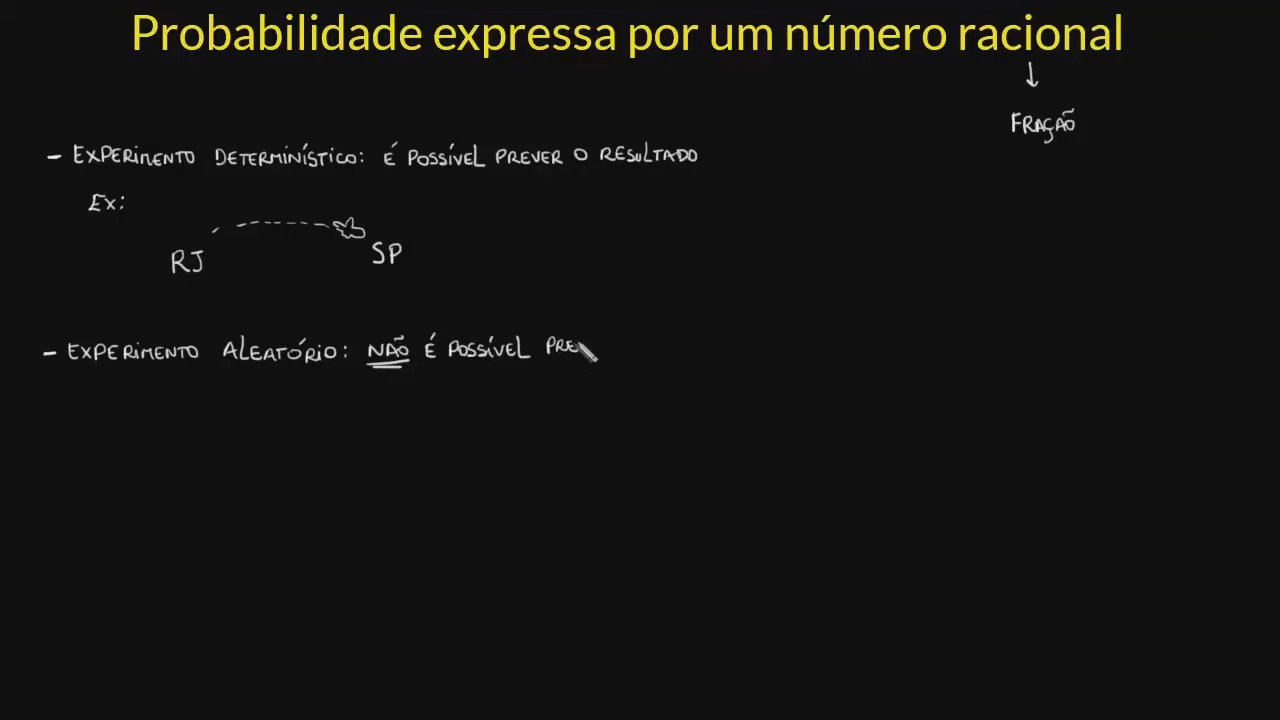 Probabilidade expressa por um número racional
↓
FRAÇÃO
- EXPERIMENTO DETERMINÍSTICO: É POSSÍVEL PREVER O RESULTADO
Ex:
RJ SP
- EXPERIMENTO ALEATÓRIO: NÃO É POSSÍVEL PRE